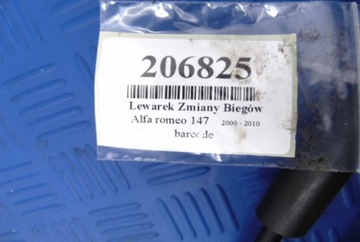 206825
Lewarek Zmiany Biegów
Alfa romeo 147 2000 - 2010
barcode